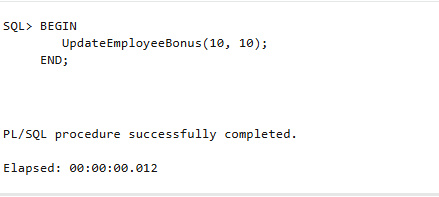 SQL> BEGIN
UpdateEmployeeBonus(10, 10);
END;
PL/SQL procedure successfully completed.
Elapsed: 00:00:00.012